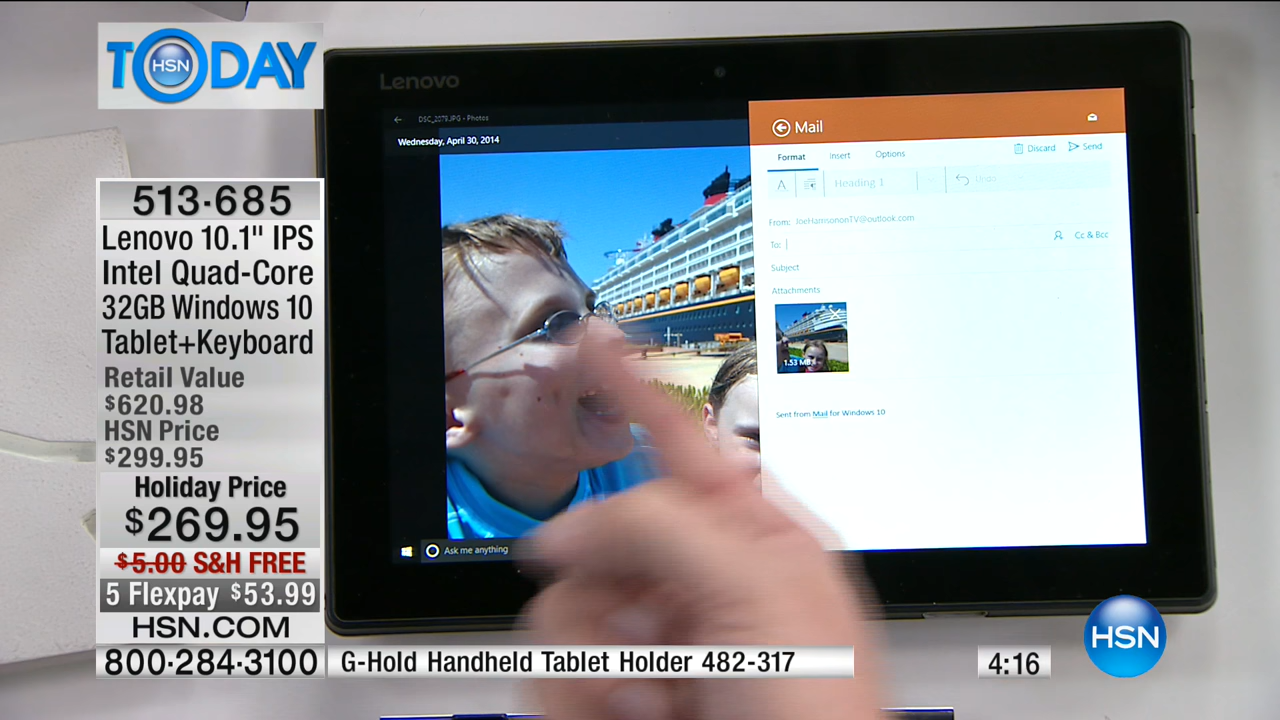 TODAY
HSN
513·685
Lenovo 10.1" IPS
Intel Quad-Core
32GB Windows 10
Tablet+Keyboard
Retail Value
$620.98
HSN Price
$299.95
Holiday Price
$269.95
$5.00 S&H FREE
5 Flexpay $53.99
HSN.COM
800·284·3100
G-Hold Handheld Tablet Holder 482-317
4:16
HSN
Lenovo
DSC_2079.JPG - Photos
Wednesday, April 30, 2014
Mail
Format Insert Options
Discard Send
A Heading 1 Undo
From: JoeHarrisononTV@outlook.com
To: Cc & Bcc
Subject
Attachments
1.53 MB
Sent from Mail for Windows 10
Ask me anything